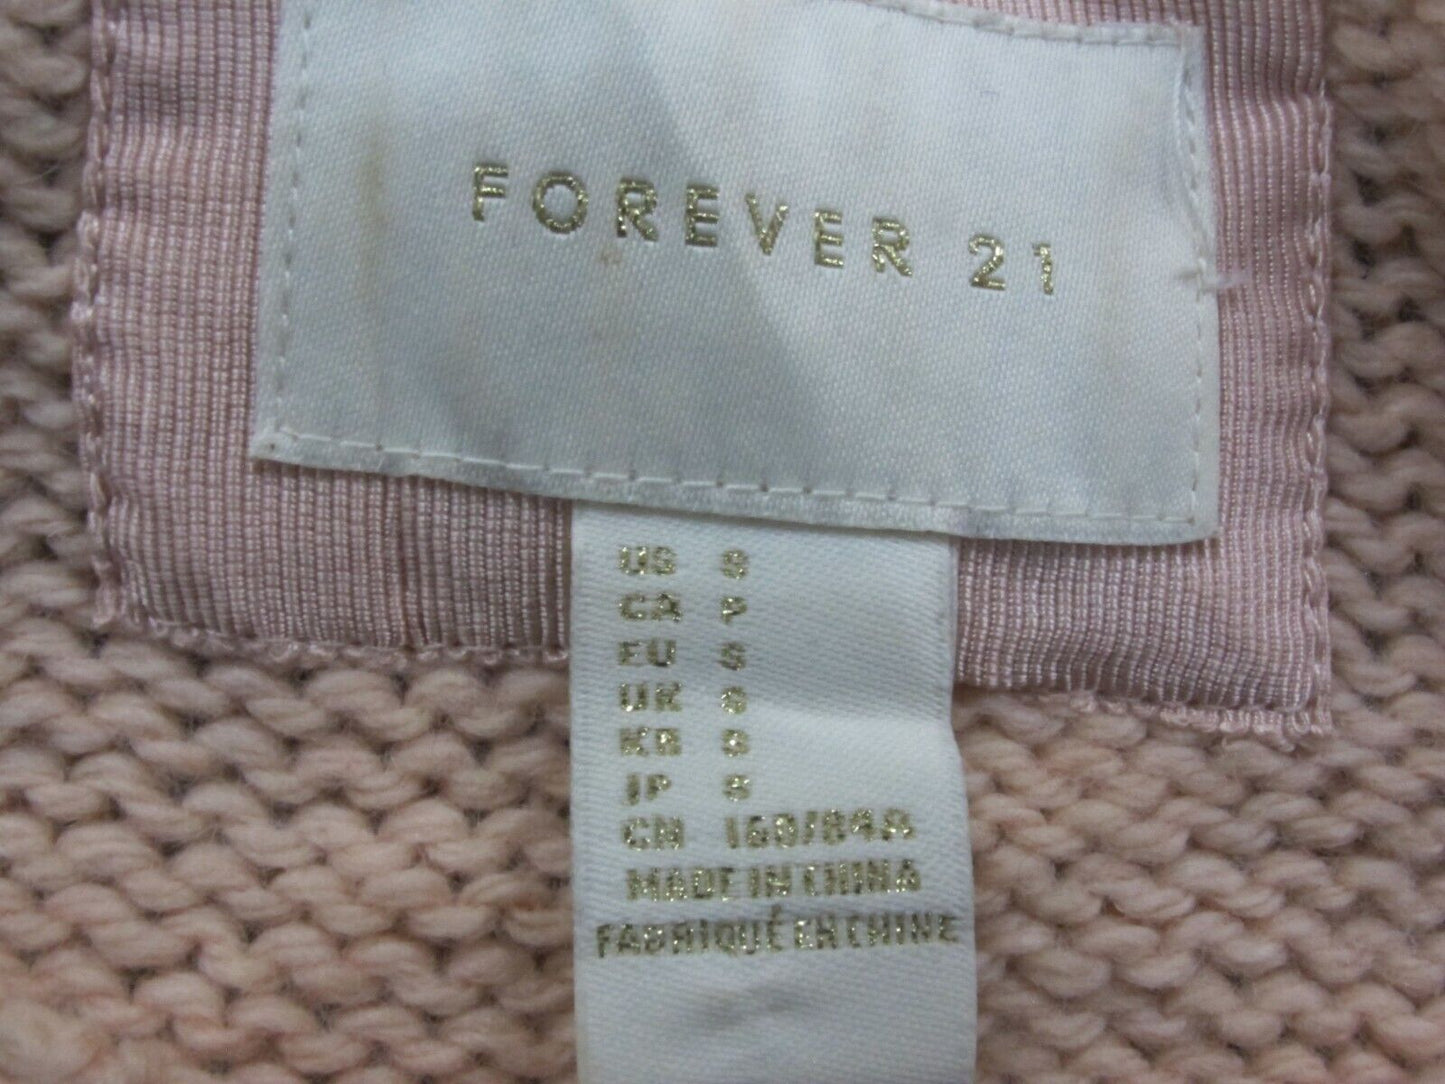 FOREVER 21
US S
CA P
EU S
UK S
KR S
JP S
CN 160/84A
MADE IN CHINA
FABRIQUÉ EN CHINE